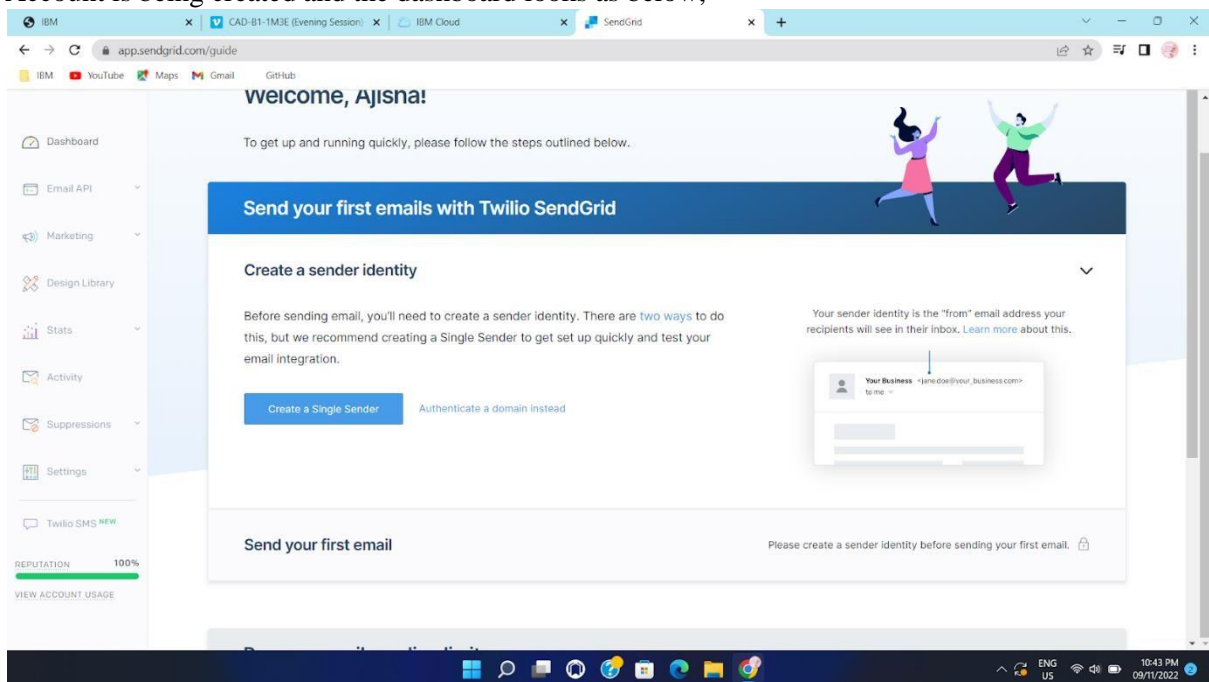 Account is being created and the dashboard looks as below,
IBM
CAD-B1-1M3E (Evening Session)
IBM Cloud
SendGrid
app.sendgrid.com/guide
IBM YouTube Maps Gmail GitHub
Welcome, Ajisha!
To get up and running quickly, please follow the steps outlined below.
Dashboard
Email API
Marketing
Design Library
Stats
Activity
Suppressions
Settings
Twilio SMS NEW
REPUTATION 100%
VIEW ACCOUNT USAGE
Send your first emails with Twilio SendGrid
Create a sender identity
Before sending email, you'll need to create a sender identity. There are two ways to do
this, but we recommend creating a Single Sender to get set up quickly and test your
email integration.
Create a Single Sender
Authenticate a domain instead
Your sender identity is the "from" email address your
recipients will see in their inbox. Learn more about this.
Your Business <jane.doe@your_business.com>
to me
Send your first email
Please create a sender identity before sending your first email.
ENG
US
10:43 PM
09/11/2022
2